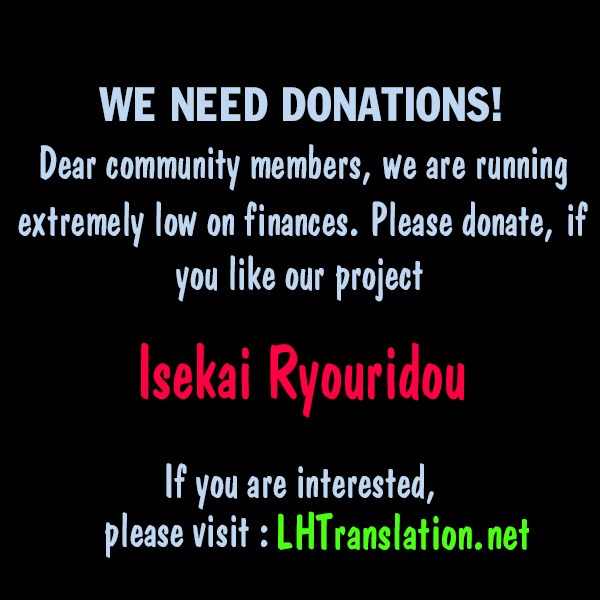 WE NEED DONATIONS!
Dear community members, we are running
extremely low on finances. Please donate, if
you like our project
Isekai Ryouridou
If you are interested,
please visit : LHTranslation.net